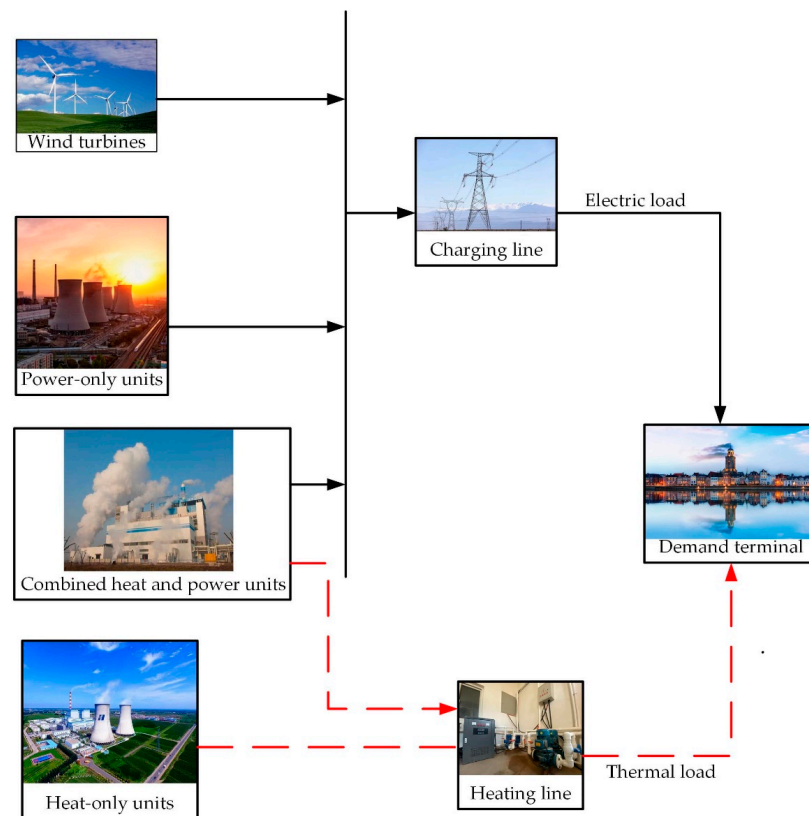 Wind turbines
Charging line
Electric load
Power-only units
Combined heat and power units
Demand terminal
Heat-only units
Heating line
Thermal load